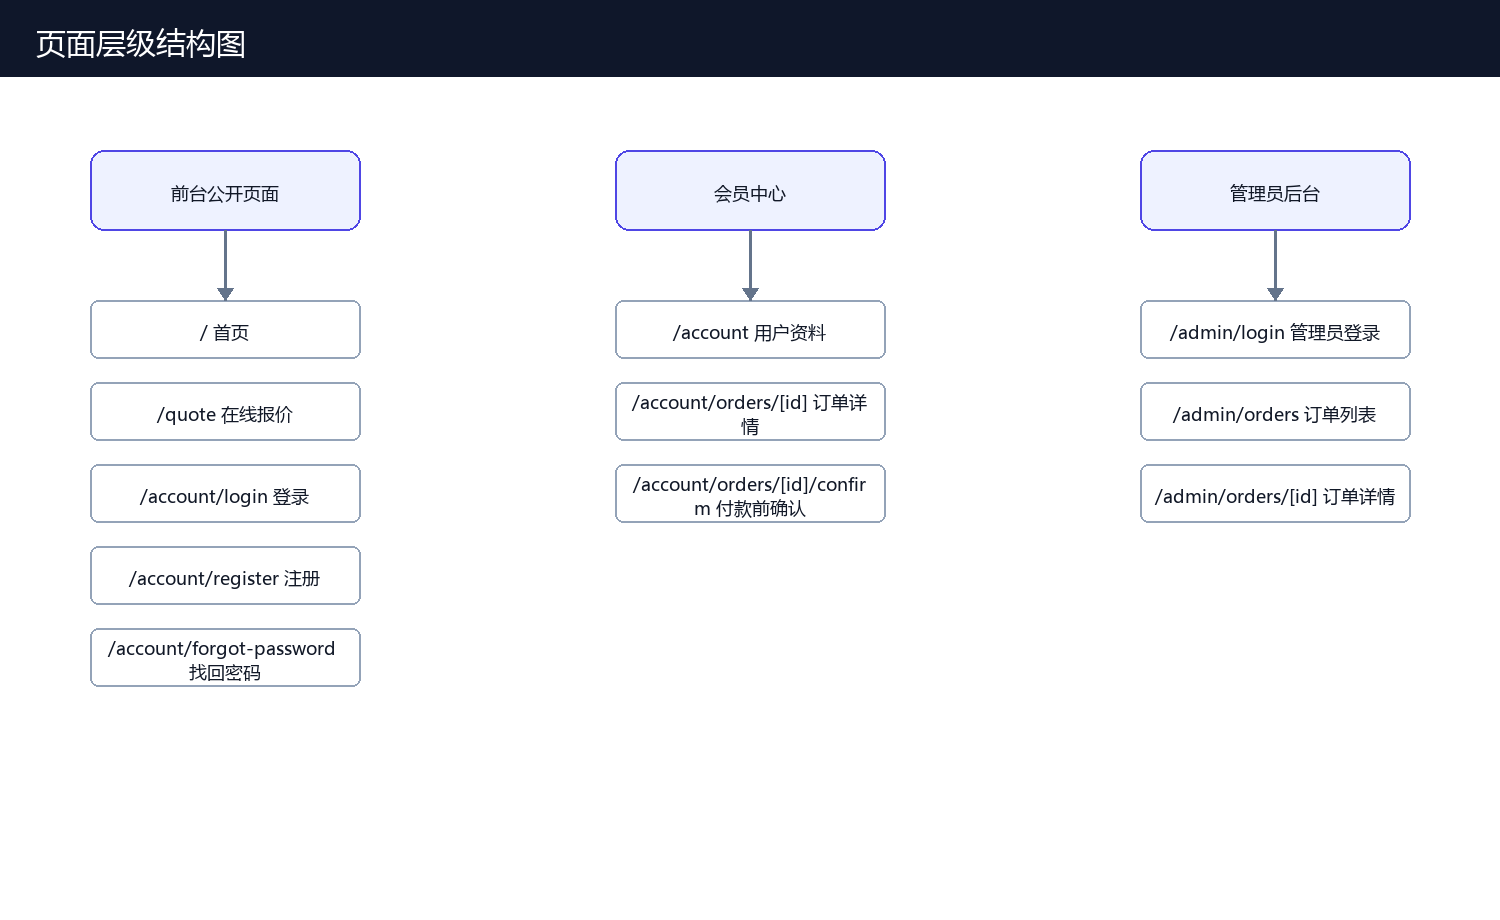 页面层级结构图
前台公开页面
/ 首页
/quote 在线报价
/account/login 登录
/account/register 注册
/account/forgot-password
找回密码
会员中心
/account 用户资料
/account/orders/[id] 订单详
情
/account/orders/[id]/confir
m 付款前确认
管理员后台
/admin/login 管理员登录
/admin/orders 订单列表
/admin/orders/[id] 订单详情